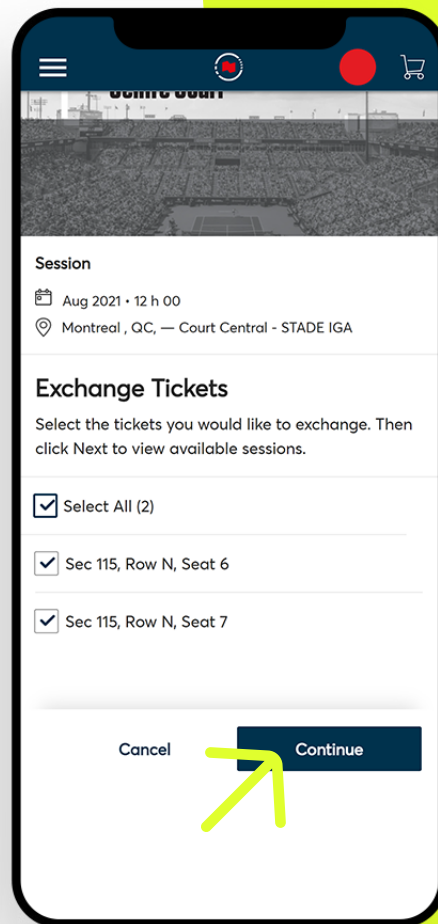 Centre Court
Session
Aug 2021 • 12 h 00
Montreal , QC, — Court Central - STADE IGA
Exchange Tickets
Select the tickets you would like to exchange. Then
click Next to view available sessions.
Select All (2)
Sec 115, Row N, Seat 6
Sec 115, Row N, Seat 7
Cancel
Continue